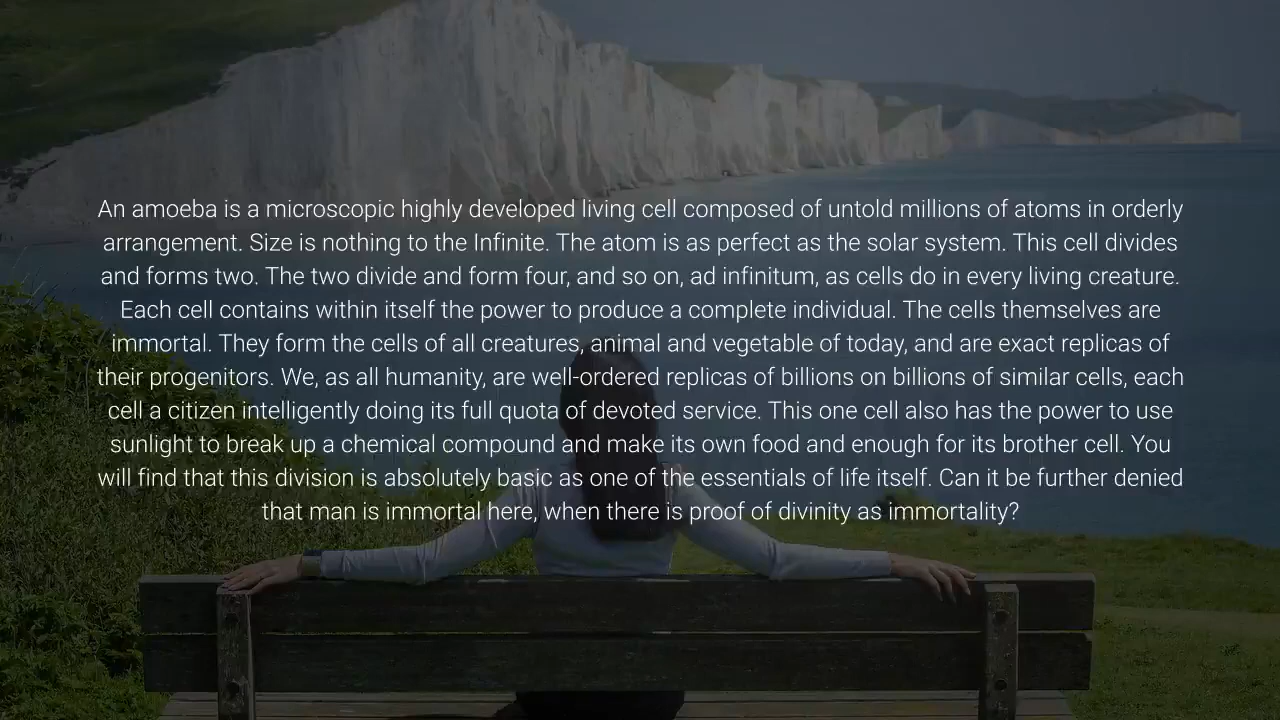 An amoeba is a microscopic highly developed living cell composed of untold millions of atoms in orderly
arrangement. Size is nothing to the Infinite. The atom is as perfect as the solar system. This cell divides
and forms two. The two divide and form four, and so on, ad infinitum, as cells do in every living creature.
Each cell contains within itself the power to produce a complete individual. The cells themselves are
immortal. They form the cells of all creatures, animal and vegetable of today, and are exact replicas of
their progenitors. We, as all humanity, are well-ordered replicas of billions on billions of similar cells, each
cell a citizen intelligently doing its full quota of devoted service. This one cell also has the power to use
sunlight to break up a chemical compound and make its own food and enough for its brother cell. You
will find that this division is absolutely basic as one of the essentials of life itself. Can it be further denied
that man is immortal here, when there is proof of divinity as immortality?